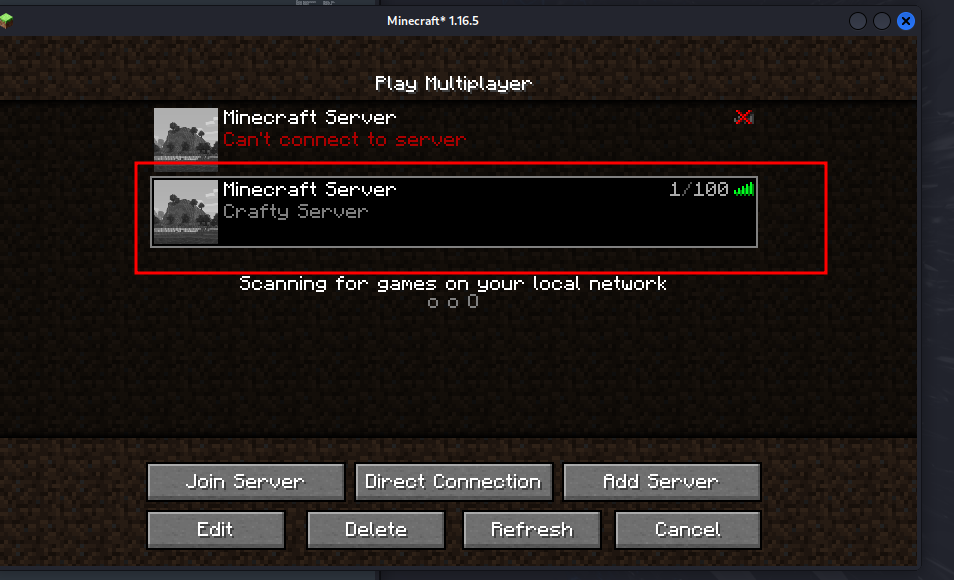 Minecraft* 1.16.5
Play Multiplayer
Minecraft Server
Can't connect to server
Minecraft Server 1/100
Crafty Server
Scanning for games on your local network
o o O
Join Server Direct Connection Add Server
Edit Delete Refresh Cancel